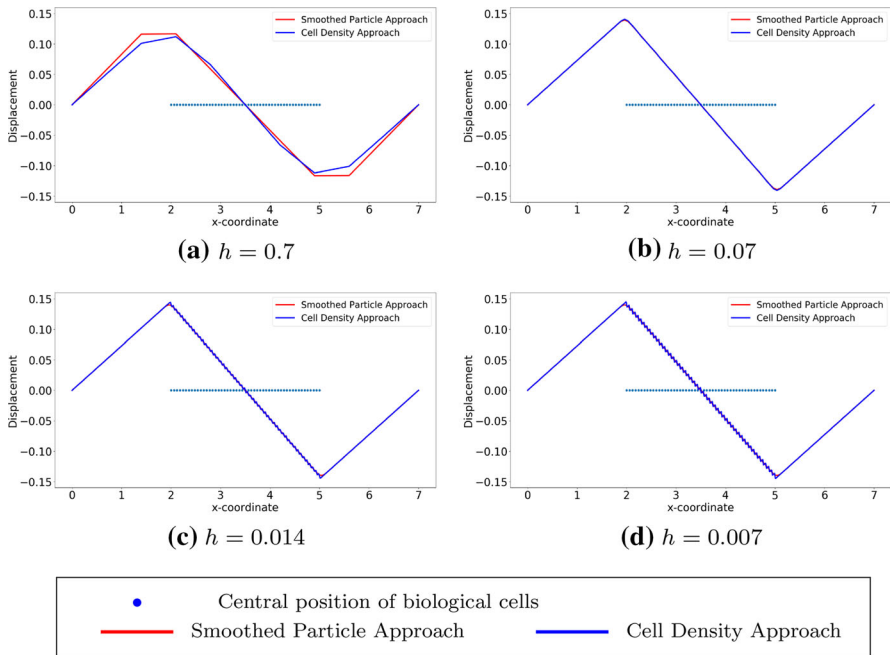 Smoothed Particle Approach
Cell Density Approach
0.15
0.10
0.05
0.00
−0.05
−0.10
−0.15
Displacement
0 1 2 3 4 5 6 7
x-coordinate
(a) h = 0.7
Smoothed Particle Approach
Cell Density Approach
0.15
0.10
0.05
0.00
−0.05
−0.10
−0.15
Displacement
0 1 2 3 4 5 6 7
x-coordinate
(b) h = 0.07
Smoothed Particle Approach
Cell Density Approach
0.15
0.10
0.05
0.00
−0.05
−0.10
−0.15
Displacement
0 1 2 3 4 5 6 7
x-coordinate
(c) h = 0.014
Smoothed Particle Approach
Cell Density Approach
0.15
0.10
0.05
0.00
−0.05
−0.10
−0.15
Displacement
0 1 2 3 4 5 6 7
x-coordinate
(d) h = 0.007
Central position of biological cells
Smoothed Particle Approach Cell Density Approach